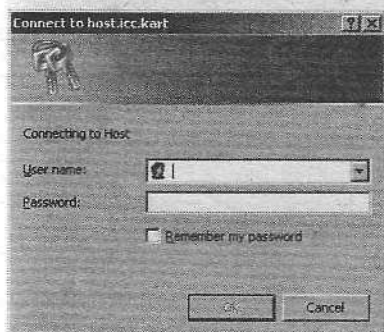 Connect to host.icc.kart
Connecting to Host
User name:
Password:
Remember my password
OK
Cancel